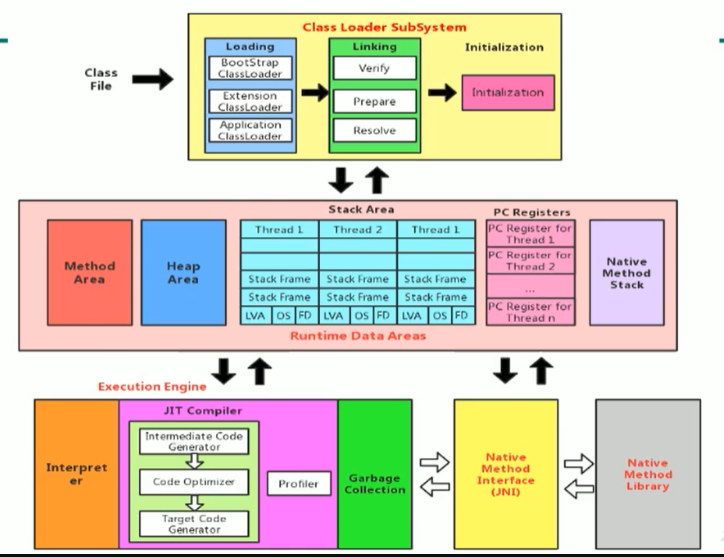 Class Loader SubSystem
Loading
Linking
Initialization
Class
File
BootStrap
ClassLoader
Extension
ClassLoader
Application
ClassLoader
Verify
Prepare
Resolve
Initialization
Stack Area
PC Registers
Method
Area
Heap
Area
Thread 1
Thread 2
Thread 1
Stack Frame
Stack Frame
Stack Frame
Stack Frame
Stack Frame
Stack Frame
LVA
OS
FD
LVA
OS
FD
LVA
OS
FD
PC Register for
Thread 1
PC Register for
Thread 2
...
PC Register for
Thread n
Native
Method
Stack
Runtime Data Areas
Execution Engine
Interpret
er
JIT Compiler
Intermediate Code
Generator
Code Optimizer
Target Code
Generator
Profiler
Garbage
Collection
Native
Method
Interface
(JNI)
Native
Method
Library